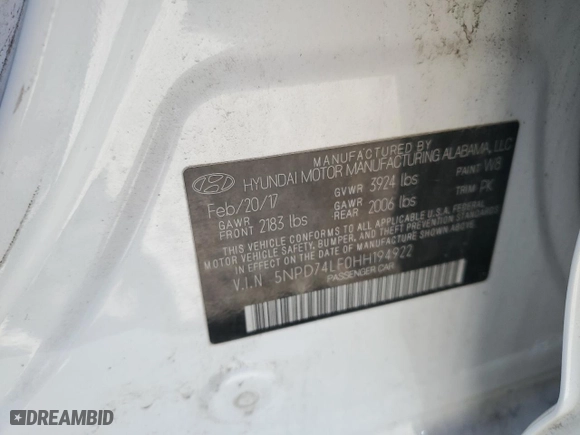 MANUFACTURED BY
HYUNDAI MOTOR MANUFACTURING ALABAMA, LLC
Feb/20/17 GVWR 3924 lbs PAINT: W8
GAWR FRONT 2183 lbs GAWR REAR 2006 lbs TRIM: PK
THIS VEHICLE CONFORMS TO ALL APPLICABLE U.S.A. FEDERAL
MOTOR VEHICLE SAFETY, BUMPER, AND THEFT PREVENTION
STANDARDS IN EFFECT ON THE DATE OF MANUFACTURE SHOWN ABOVE.
V.I.N 5NPD74LF0HH194922
PASSENGER CAR
DREAMBID